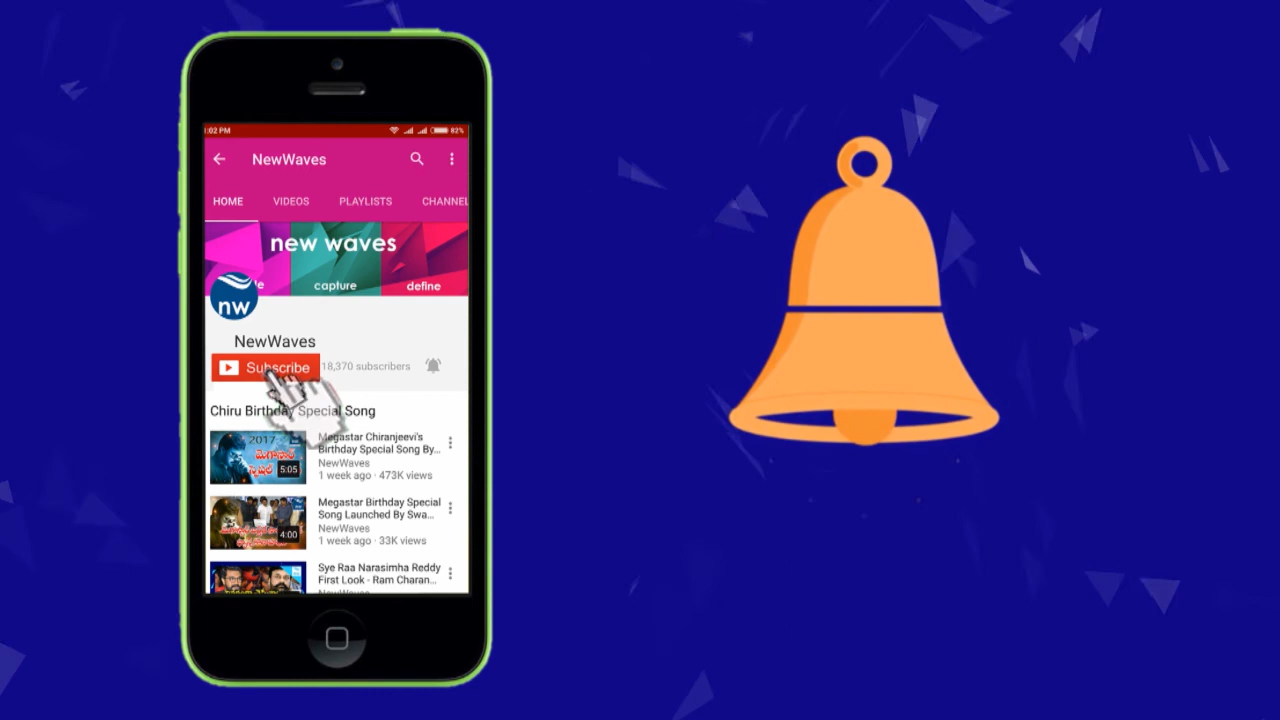 1:02 PM 82%
NewWaves
HOME VIDEOS PLAYLISTS CHANNEL
new waves
le capture define
nw
NewWaves
Subscribe 18,370 subscribers
Chiru Birthday Special Song
2017
మెగాస్టార్
స్పెషల్
5:05
Megastar Chiranjeevi's
Birthday Special Song By...
NewWaves
1 week ago · 473K views
4:00
Megastar Birthday Special
Song Launched By Swa...
NewWaves
1 week ago · 33K views
Sye Raa Narasimha Reddy
First Look - Ram Charan...
NewWaves